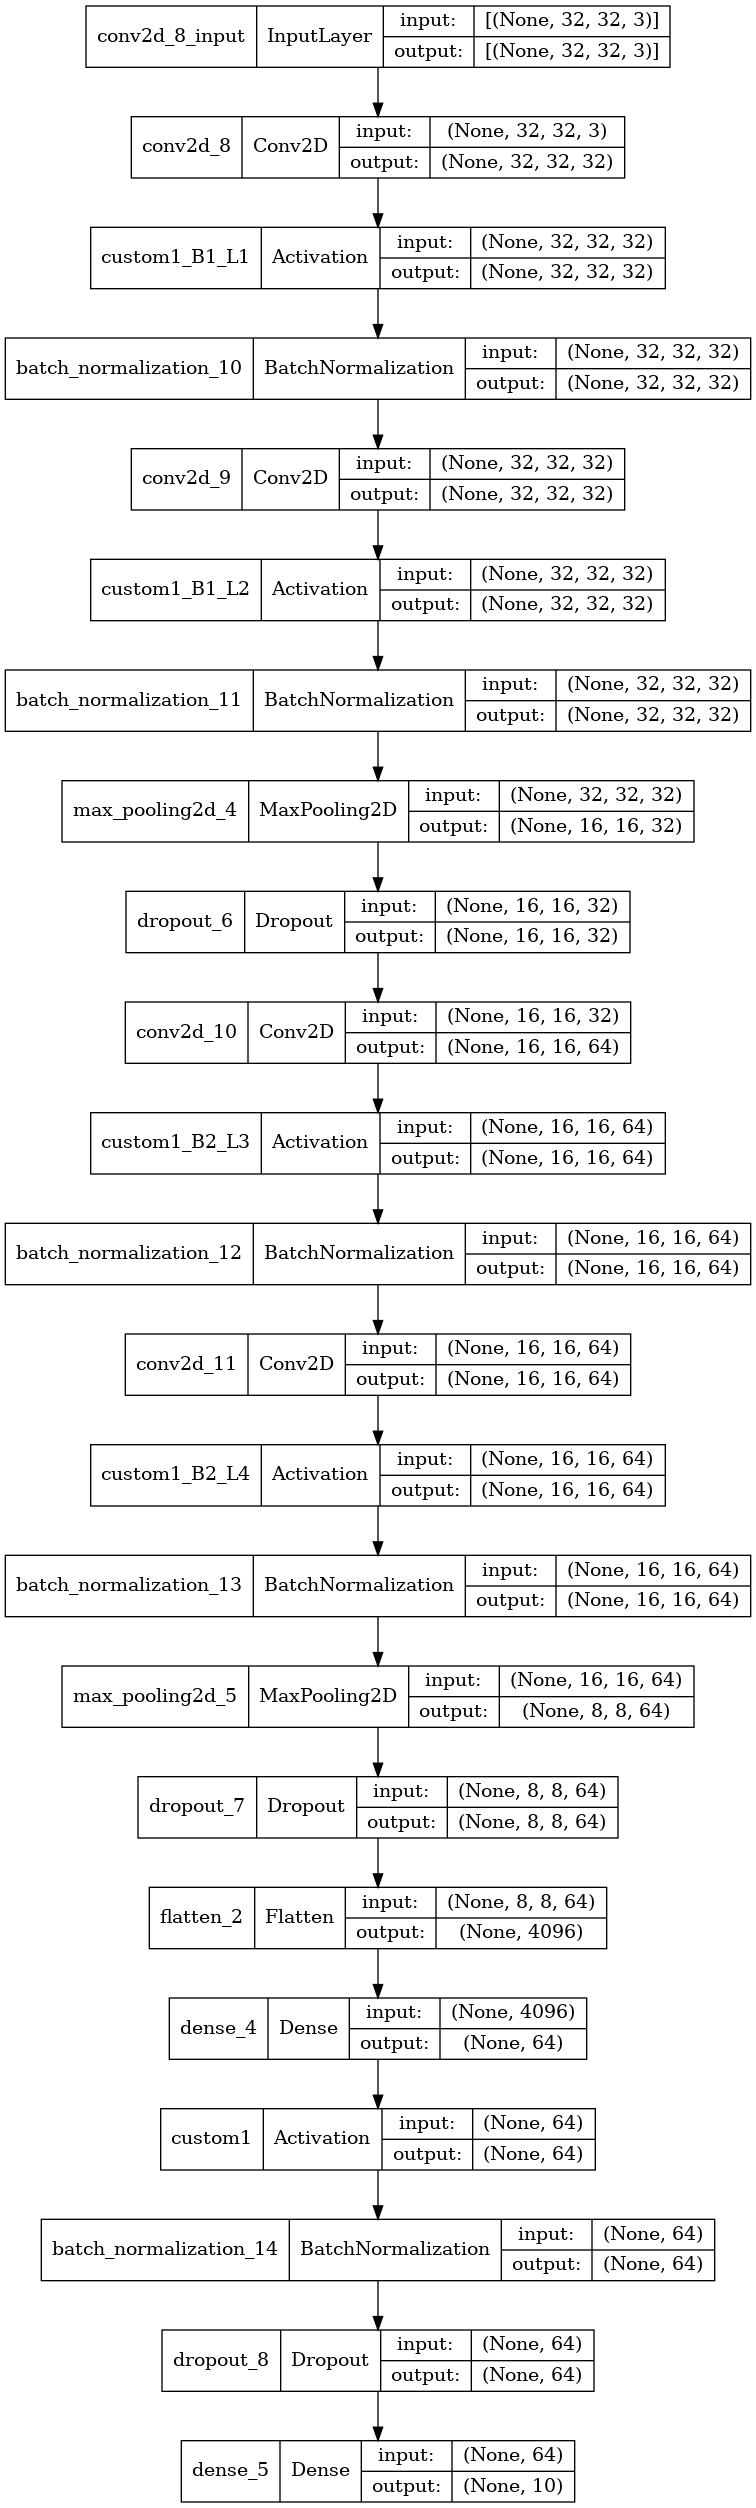 conv2d_8_input InputLayer input: [(None, 32, 32, 3)]
output: [(None, 32, 32, 3)]
conv2d_8 Conv2D input: (None, 32, 32, 3)
output: (None, 32, 32, 32)
custom1_B1_L1 Activation input: (None, 32, 32, 32)
output: (None, 32, 32, 32)
batch_normalization_10 BatchNormalization input: (None, 32, 32, 32)
output: (None, 32, 32, 32)
conv2d_9 Conv2D input: (None, 32, 32, 32)
output: (None, 32, 32, 32)
custom1_B1_L2 Activation input: (None, 32, 32, 32)
output: (None, 32, 32, 32)
batch_normalization_11 BatchNormalization input: (None, 32, 32, 32)
output: (None, 32, 32, 32)
max_pooling2d_4 MaxPooling2D input: (None, 32, 32, 32)
output: (None, 16, 16, 32)
dropout_6 Dropout input: (None, 16, 16, 32)
output: (None, 16, 16, 32)
conv2d_10 Conv2D input: (None, 16, 16, 32)
output: (None, 16, 16, 64)
custom1_B2_L3 Activation input: (None, 16, 16, 64)
output: (None, 16, 16, 64)
batch_normalization_12 BatchNormalization input: (None, 16, 16, 64)
output: (None, 16, 16, 64)
conv2d_11 Conv2D input: (None, 16, 16, 64)
output: (None, 16, 16, 64)
custom1_B2_L4 Activation input: (None, 16, 16, 64)
output: (None, 16, 16, 64)
batch_normalization_13 BatchNormalization input: (None, 16, 16, 64)
output: (None, 16, 16, 64)
max_pooling2d_5 MaxPooling2D input: (None, 16, 16, 64)
output: (None, 8, 8, 64)
dropout_7 Dropout input: (None, 8, 8, 64)
output: (None, 8, 8, 64)
flatten_2 Flatten input: (None, 8, 8, 64)
output: (None, 4096)
dense_4 Dense input: (None, 4096)
output: (None, 64)
custom1 Activation input: (None, 64)
output: (None, 64)
batch_normalization_14 BatchNormalization input: (None, 64)
output: (None, 64)
dropout_8 Dropout input: (None, 64)
output: (None, 64)
dense_5 Dense input: (None, 64)
output: (None, 10)